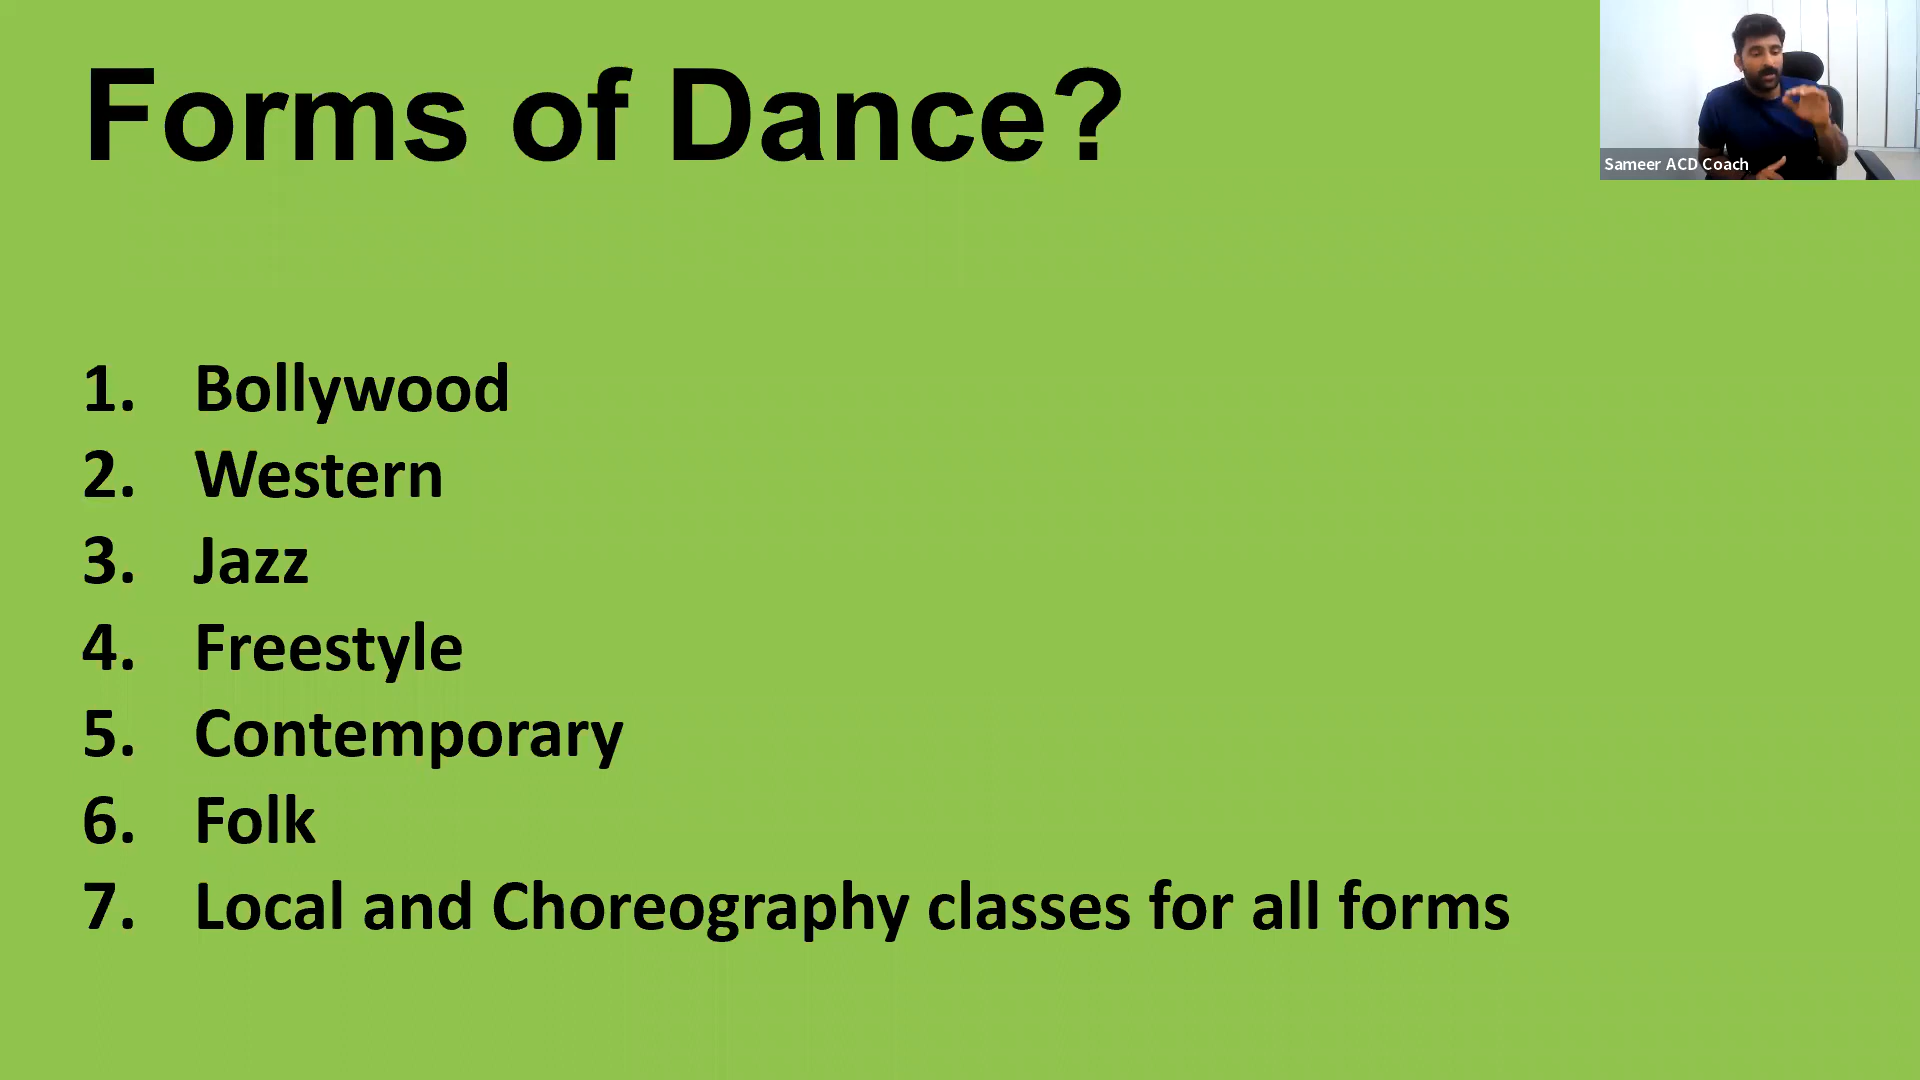 Forms of Dance?
Sameer ACD Coach
1. Bollywood
2. Western
3. Jazz
4. Freestyle
5. Contemporary
6. Folk
7. Local and Choreography classes for all forms